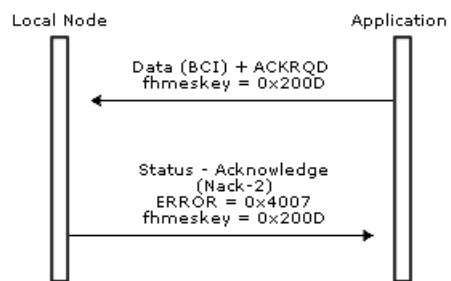 Local Node
Application
Data (BCI) + ACKRQD
fhmeskey = 0x200D
Status - Acknowledge
(Nack-2)
ERROR = 0x4007
fhmeskey = 0x200D